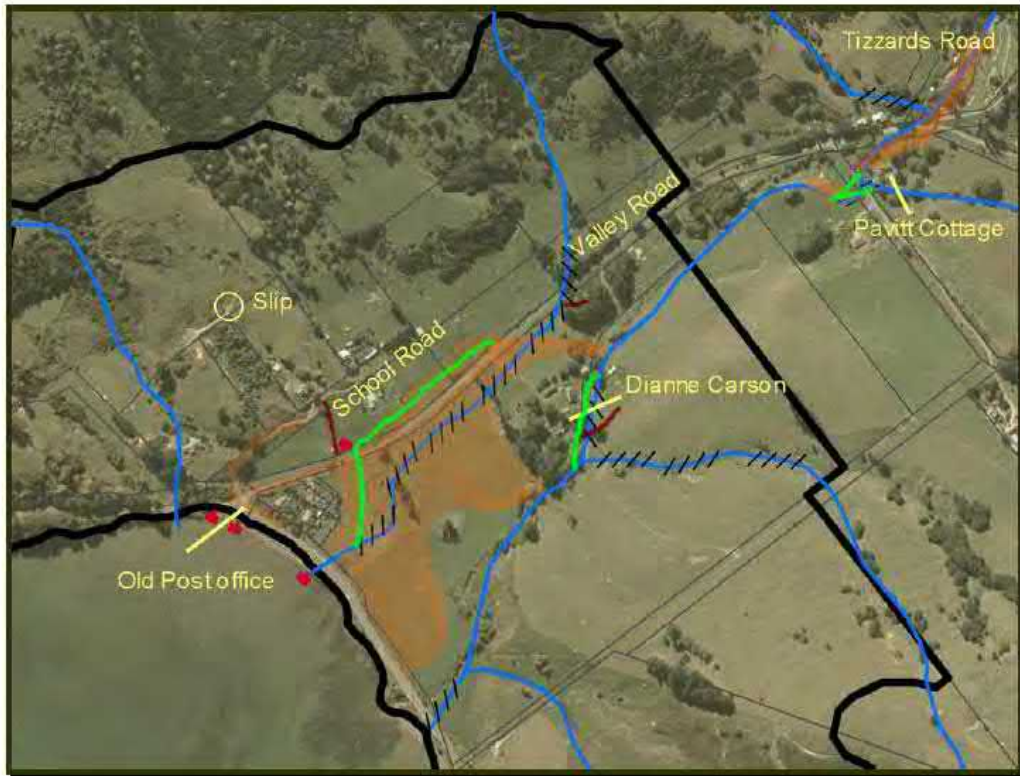 Tizzards Road
Valley Road
Pavitt Cottage
Slip
School Road
Dianne Carson
Old Post office